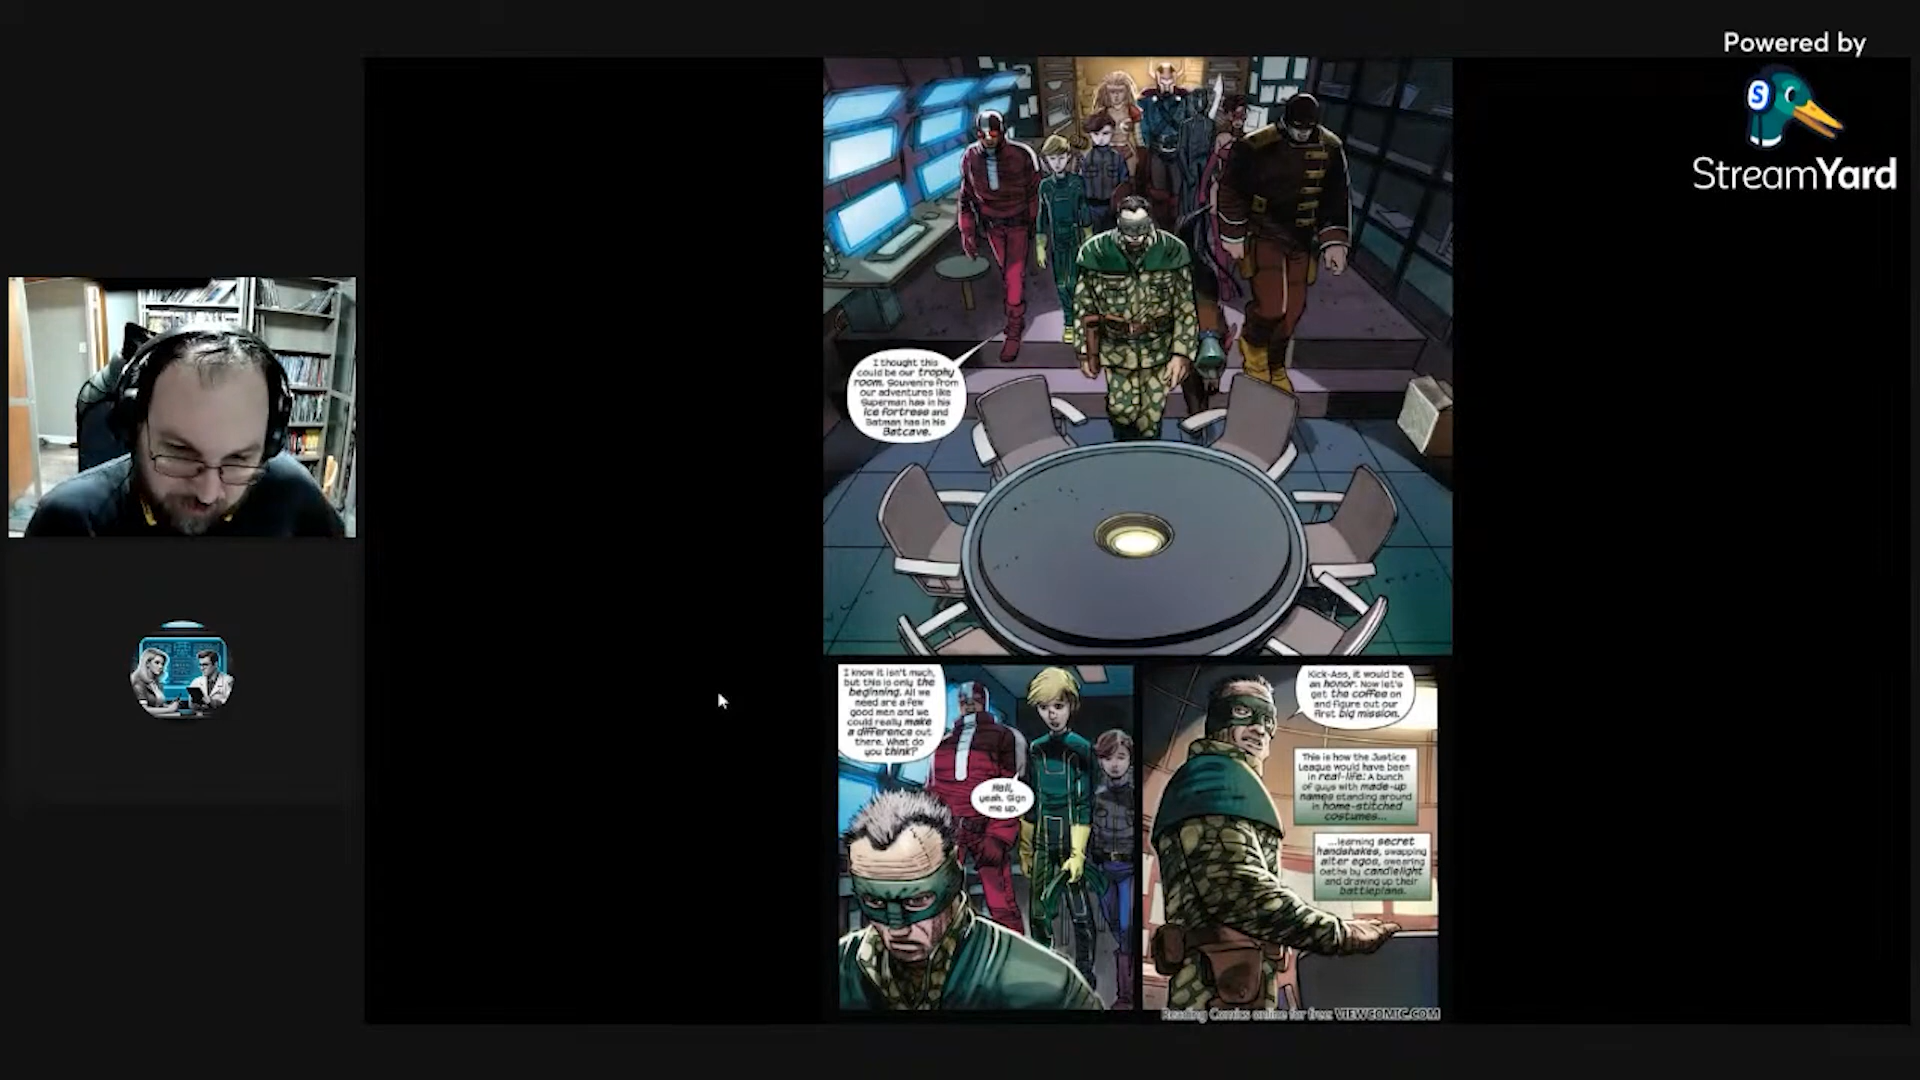 Powered by
S
StreamYard
I thought this
could be our trophy
room. Souvenirs from
our adventures like
Superman has in his
ice fortress and
Batman has in his
Batcave.
I know it isn't much,
but this is only the
beginning. All we
need are a few
good men and we
could really make
a difference out
there. What do
you think?
Hell,
yeah. Sign
me up.
Kick-Ass, it would be
an honor. Now let's
get the coffee on
and figure out our
first big mission.
This is how the Justice
League would have been
in real-life: A bunch
of guys with made-up
names standing around
in home-stitched
costumes...
...learning secret
handshakes, swapping
alter egos, swearing
oaths by candlelight
and drawing up their
battleplans.
Reading Comics online for free: VIEWCOMIC.COM